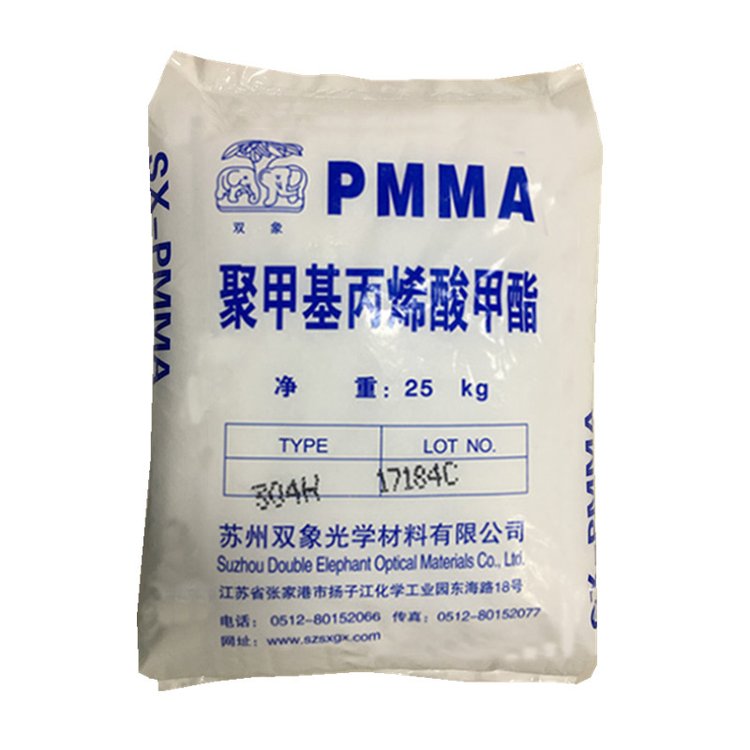 双象
PMMA
聚甲基丙烯酸甲酯
净 重: 25 kg
TYPE LOT NO.
304H 17184C
苏州双象光学材料有限公司
Suzhou Double Elephant Optical Materials Co., Ltd.
江苏省张家港市扬子江化学工业园东海路18号
电话: 0512-80152066 传真: 0512-80152077
网址: www.szsxgx.com
SX-PMMA
SX-PMMA